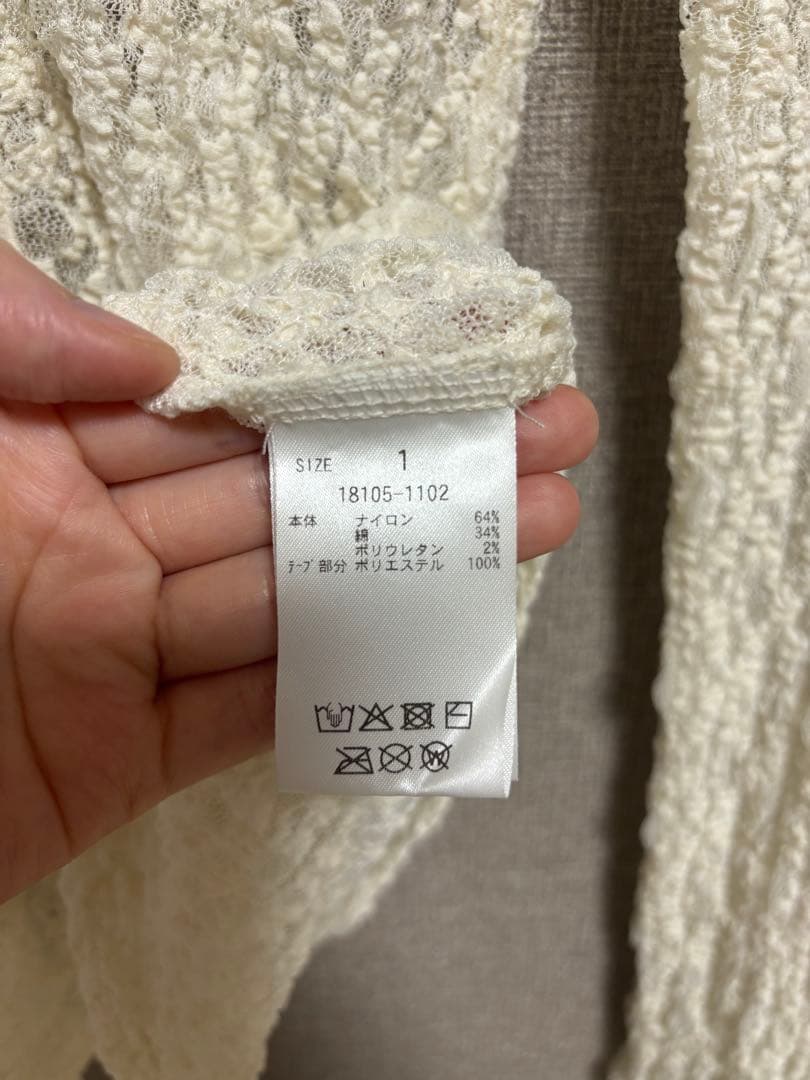 SIZE 1
18105-1102
本体 ナイロン 64%
綿 34%
ポリウレタン 2%
ﾃｰﾌﾟ部分 ポリエステル 100%
W